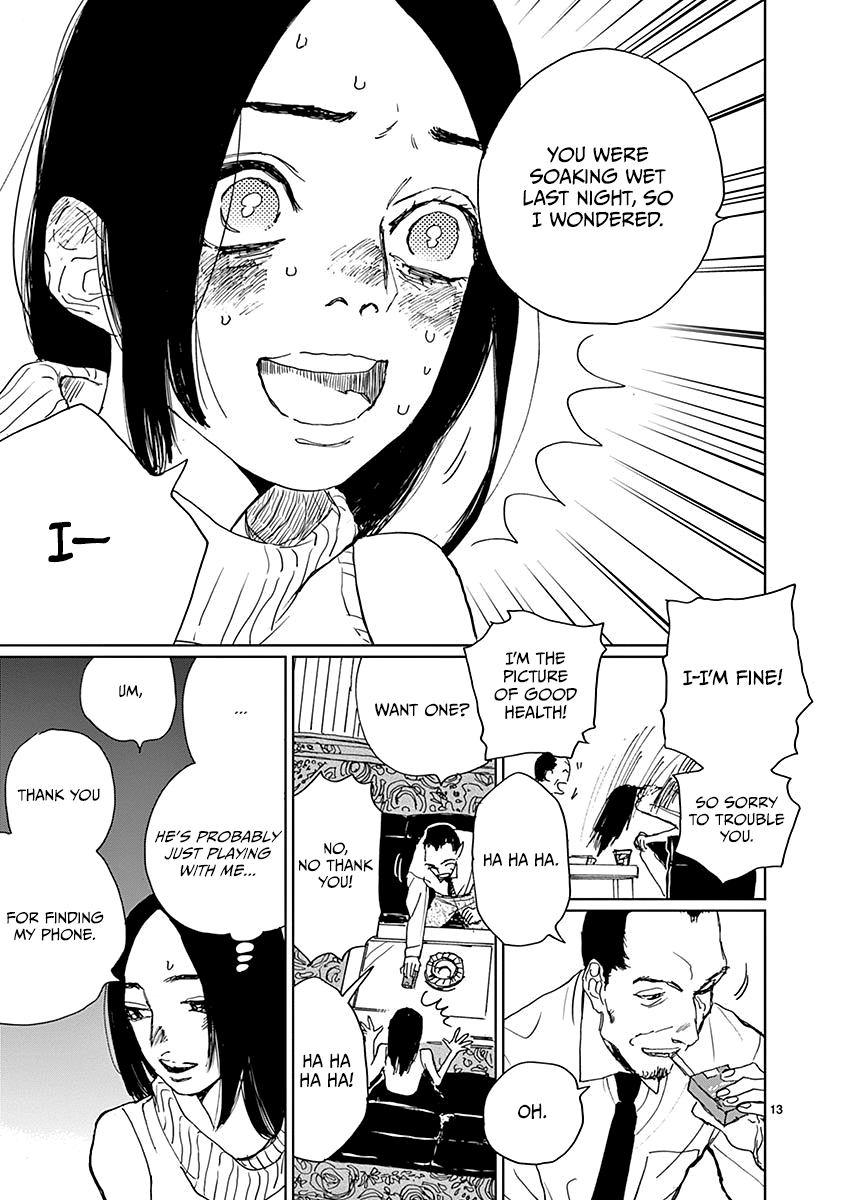 YOU WERE
SOAKING WET
LAST NIGHT, SO
I WONDERED.
I—
I-I'M FINE!
SO SORRY
TO TROUBLE
YOU.
I'M THE
PICTURE
OF GOOD
HEALTH!
HA HA HA.
OH.
WANT ONE?
NO,
NO THANK
YOU!
HA HA
HA HA!
...
HE'S PROBABLY
JUST PLAYING
WITH ME...
UM,
THANK YOU
FOR FINDING
MY PHONE.
13